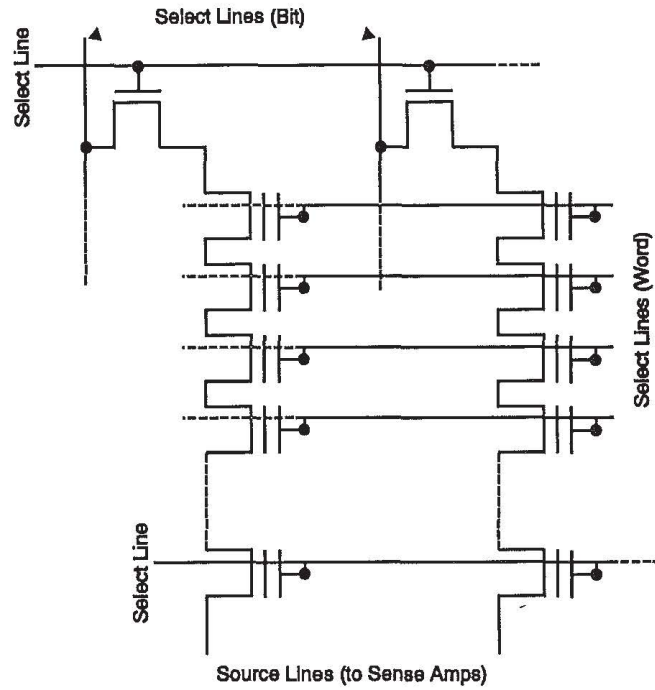 Select Lines (Bit)
Select Line
Select Lines (Word)
Select Line
Source Lines (to Sense Amps)